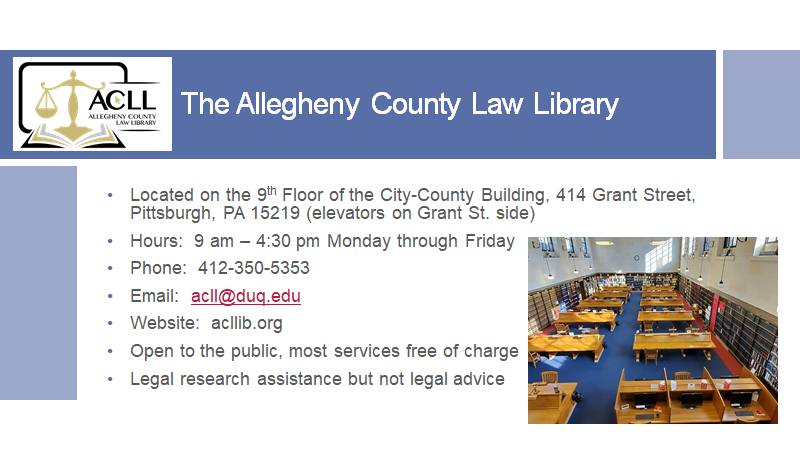 ACLL
ALLEGHENY COUNTY
LAW LIBRARY
The Allegheny County Law Library
• Located on the 9th Floor of the City-County Building, 414 Grant Street,
Pittsburgh, PA 15219 (elevators on Grant St. side)
• Hours: 9 am – 4:30 pm Monday through Friday
• Phone: 412-350-5353
• Email: acll@duq.edu
• Website: acllib.org
• Open to the public, most services free of charge
• Legal research assistance but not legal advice